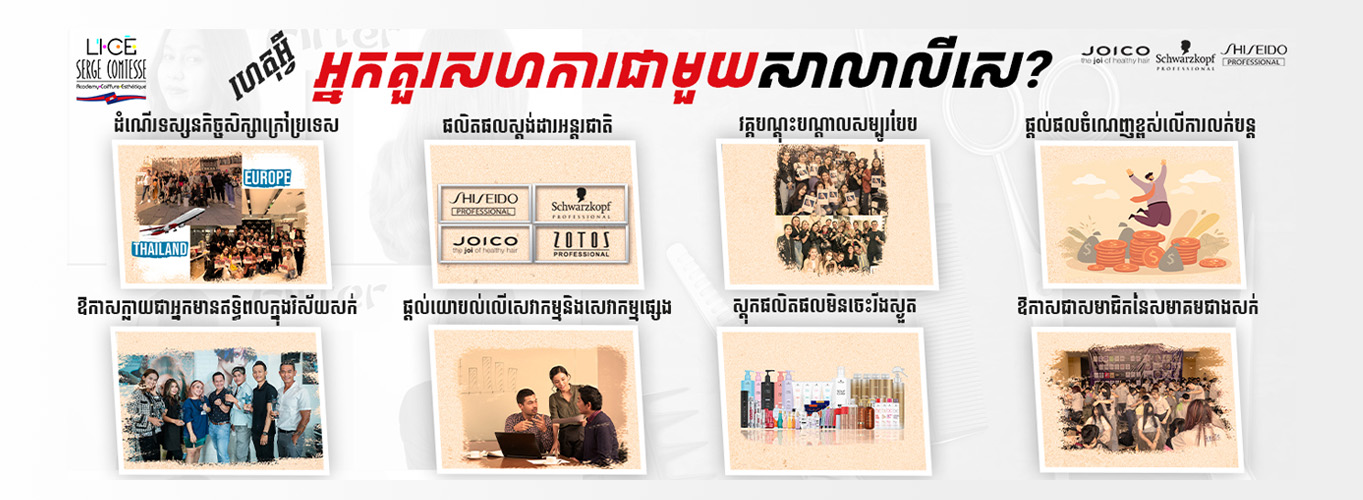 LICĒ
SERGE COMTESSE
Academy-Coiffure-Esthétique
ហេតុអ្វី
អ្នកគួរសហការជាមួយសាលាលីសេ?
JOICO
the joi of healthy hair
Schwarzkopf
PROFESSIONAL
SHISEIDO
PROFESSIONAL
ដំណើរទស្សនកិច្ចសិក្សាក្រៅប្រទេស
ផលិតផលស្តង់ដារអន្តរជាតិ
វគ្គបណ្តុះបណ្តាលសម្បូរបែប
ផ្តល់ផលចំណេញខ្ពស់លើការលក់បន្ត
EUROPE
THAILAND
SHISEIDO
PROFESSIONAL
Schwarzkopf
PROFESSIONAL
JOICO
the joi of healthy hair
ZOTOS
PROFESSIONAL
ឱកាសក្លាយជាអ្នកមានឥទ្ធិពលក្នុងវិស័យសក់
ផ្តល់យោបល់លើសេវាកម្មនិងសេវាកម្មផ្សេង
ស្តុកផលិតផលមិនចេះរីងស្ងួត
ឱកាសជាសមាជិកនៃសមាគមជាងសក់